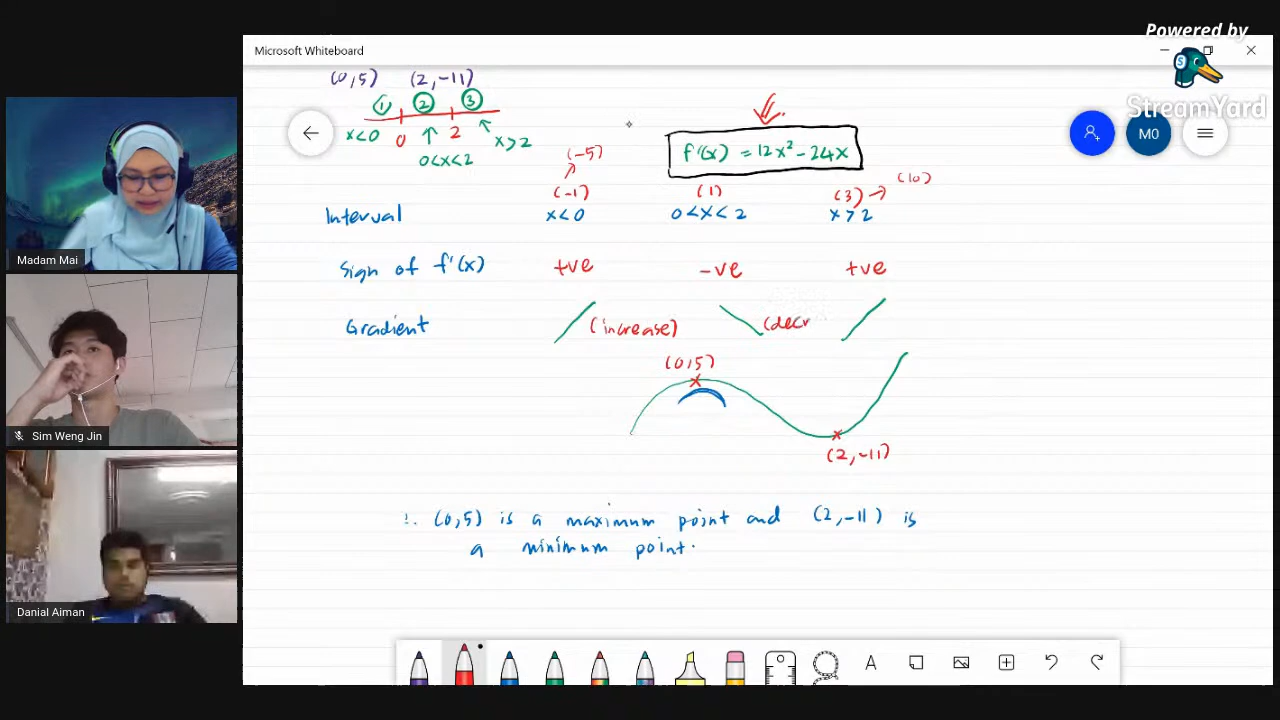 Powered by
StreamYard
Microsoft Whiteboard
(0,5) (2,-11)
① ② ③
x<0 0 2 x>2
0<x<2
f'(x) = 12x² - 24x
(-5)
(-1) (1) (3) → (10)
Interval x<0 0<x<2 x>2
Sign of f'(x) +ve -ve +ve
Gradient (increase) (decr
(0,5)
(2,-11)
(0,5) is a maximum point and (2,-11) is
a minimum point.
M0
Madam Mai
Sim Weng Jin
Danial Aiman
A